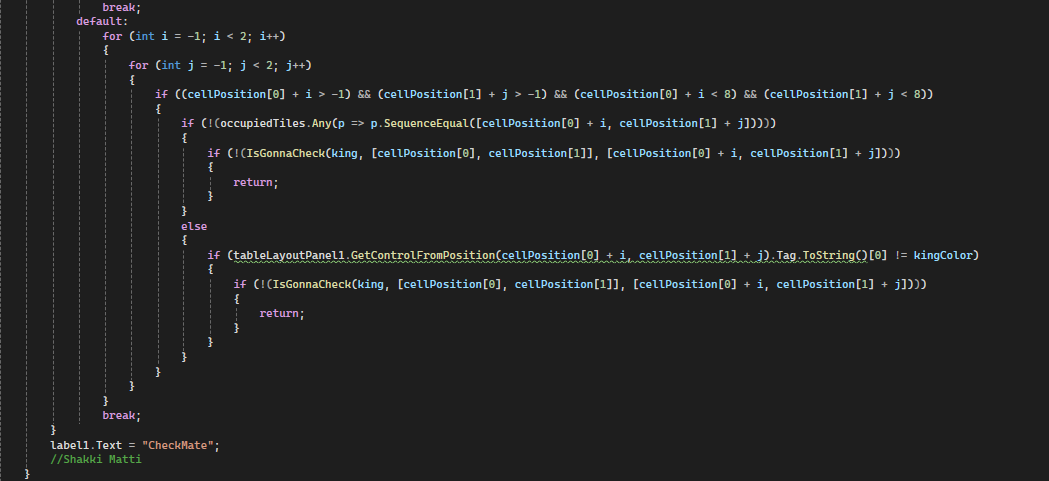 break;
default:
for (int i = -1; i < 2; i++)
{
for (int j = -1; j < 2; j++)
{
if ((cellPosition[0] + i > -1) && (cellPosition[1] + j > -1) && (cellPosition[0] + i < 8) && (cellPosition[1] + j < 8))
{
if (!(occupiedTiles.Any(p => p.SequenceEqual([cellPosition[0] + i, cellPosition[1] + j]))))
{
if (!(IsGonnaCheck(king, [cellPosition[0], cellPosition[1]], [cellPosition[0] + i, cellPosition[1] + j])))
{
return;
}
}
else
{
if (tableLayoutPanel1.GetControlFromPosition(cellPosition[0] + i, cellPosition[1] + j).Tag.ToString()[0] != kingColor)
{
if (!(IsGonnaCheck(king, [cellPosition[0], cellPosition[1]], [cellPosition[0] + i, cellPosition[1] + j])))
{
return;
}
}
}
}
}
}
break;
}
label1.Text = "CheckMate";
//Shakki Matti
}